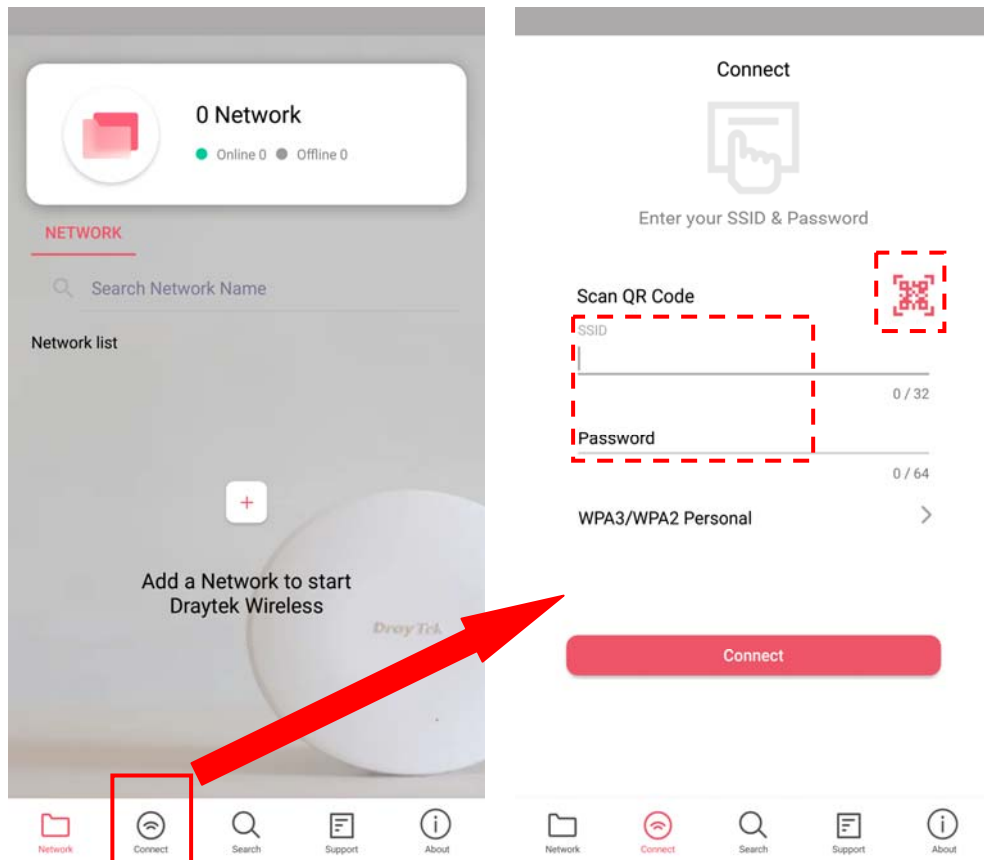 0 Network
Online 0
Offline 0
NETWORK
Search Network Name
Network list
+
Add a Network to start
Draytek Wireless
DrayTek
Network
Connect
Search
Support
About
Connect
Enter your SSID & Password
Scan QR Code
SSID
0 / 32
Password
0 / 64
WPA3/WPA2 Personal
Connect
Network
Connect
Search
Support
About